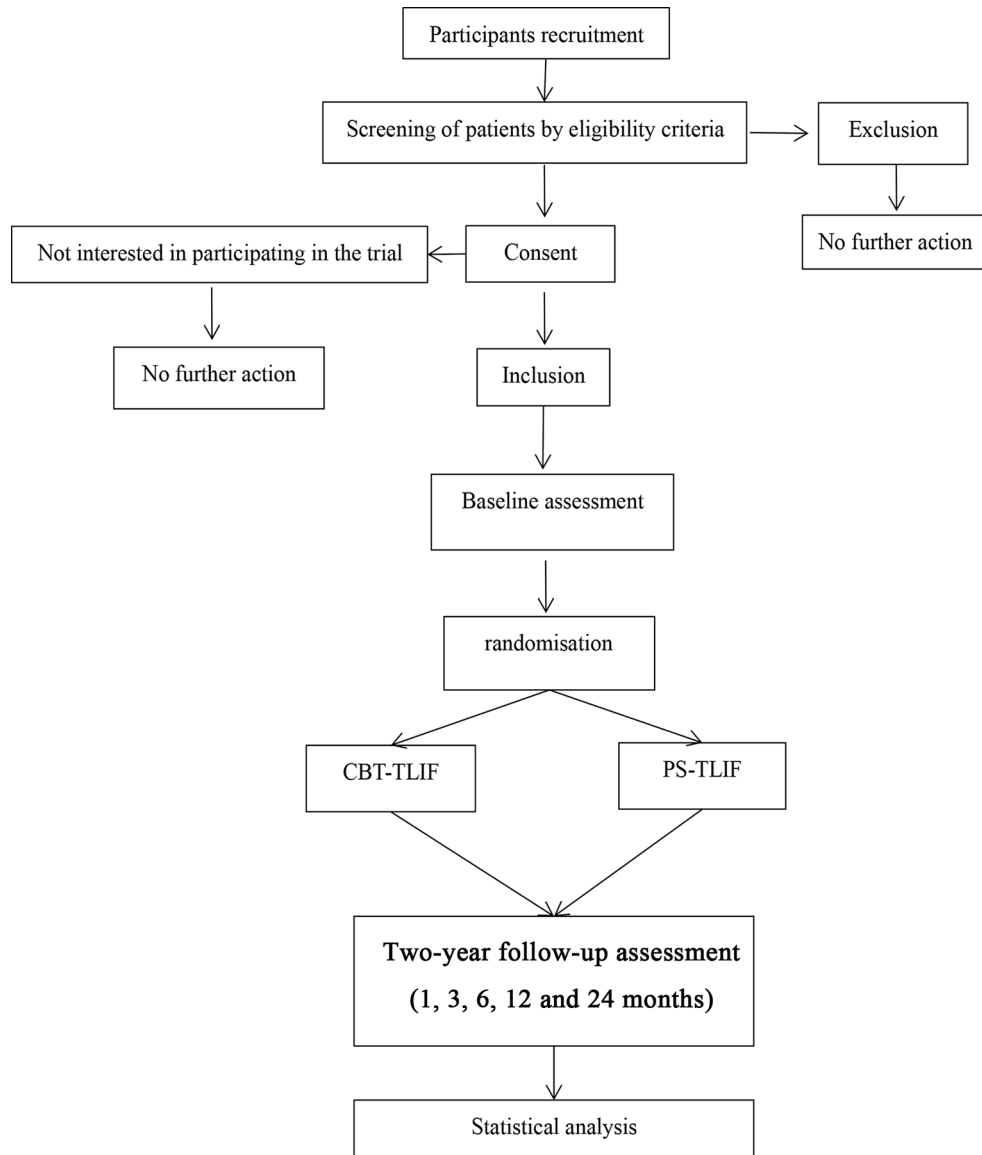 Participants recruitment
Screening of patients by eligibility criteria
Exclusion
Not interested in participating in the trial
Consent
No further action
No further action
Inclusion
Baseline assessment
randomisation
CBT-TLIF
PS-TLIF
Two-year follow-up assessment
(1, 3, 6, 12 and 24 months)
Statistical analysis